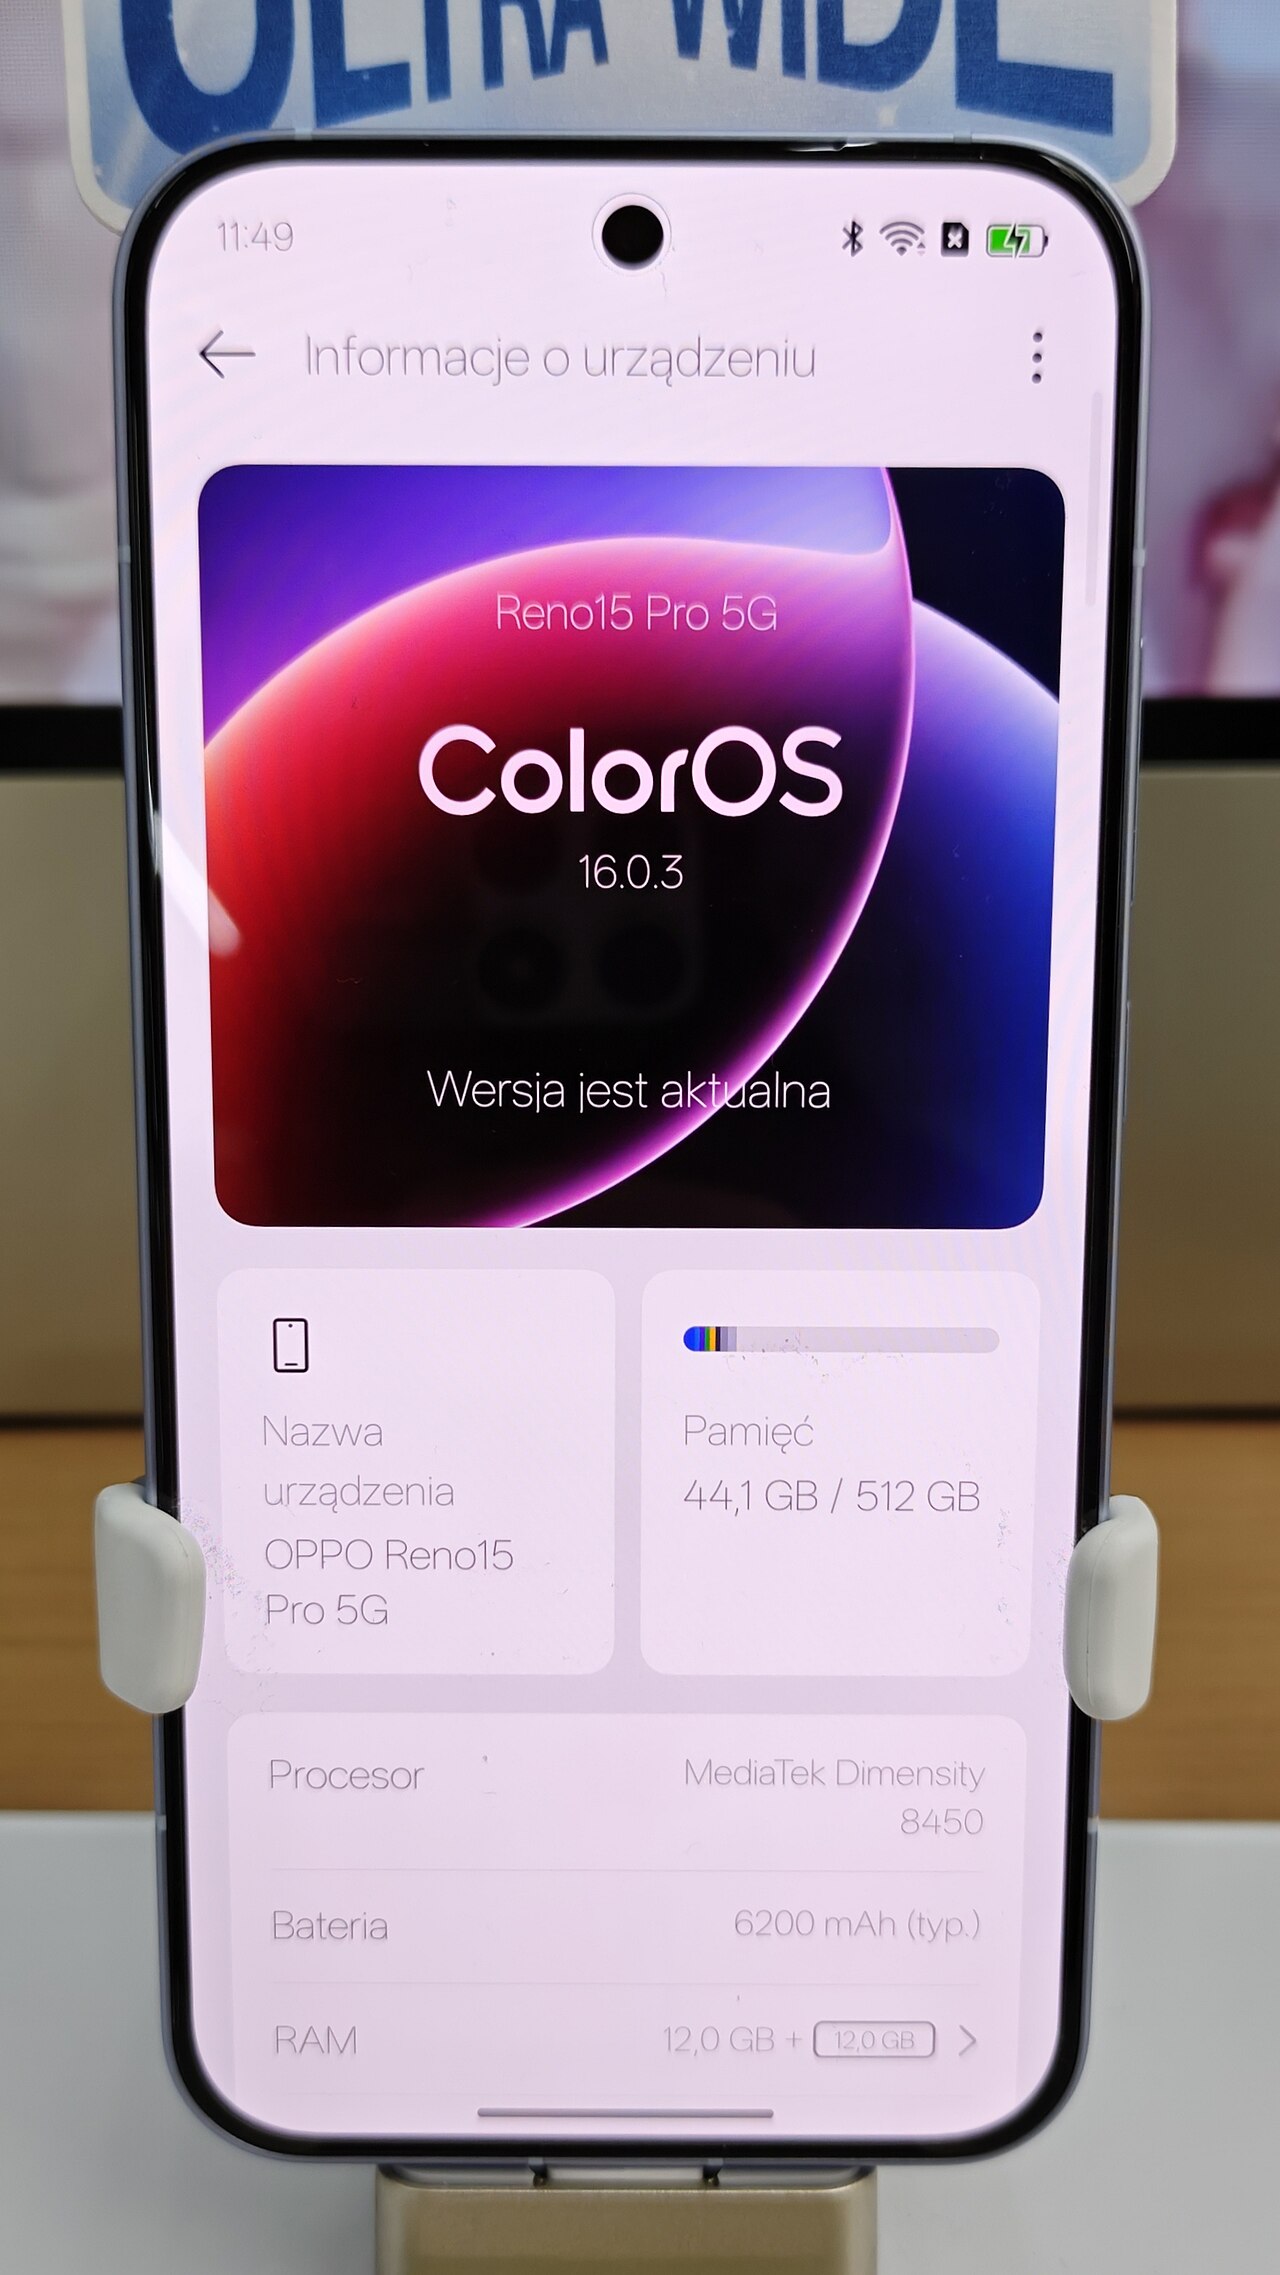 ULTRA WIDE
11:49
Informacje o urządzeniu
Reno15 Pro 5G
ColorOS
16.0.3
Wersja jest aktualna
Nazwa
urządzenia
OPPO Reno15
Pro 5G
Pamięć
44,1 GB / 512 GB
Procesor
MediaTek Dimensity
8450
Bateria
6200 mAh (typ.)
RAM
12,0 GB + 12,0 GB